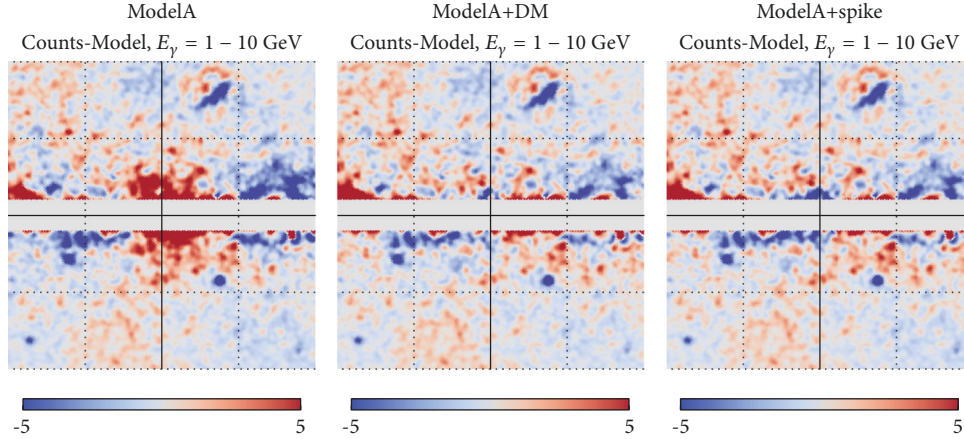 ModelA
Counts-Model, E_γ = 1 – 10 GeV
-5 5
ModelA+DM
Counts-Model, E_γ = 1 – 10 GeV
-5 5
ModelA+spike
Counts-Model, E_γ = 1 – 10 GeV
-5 5